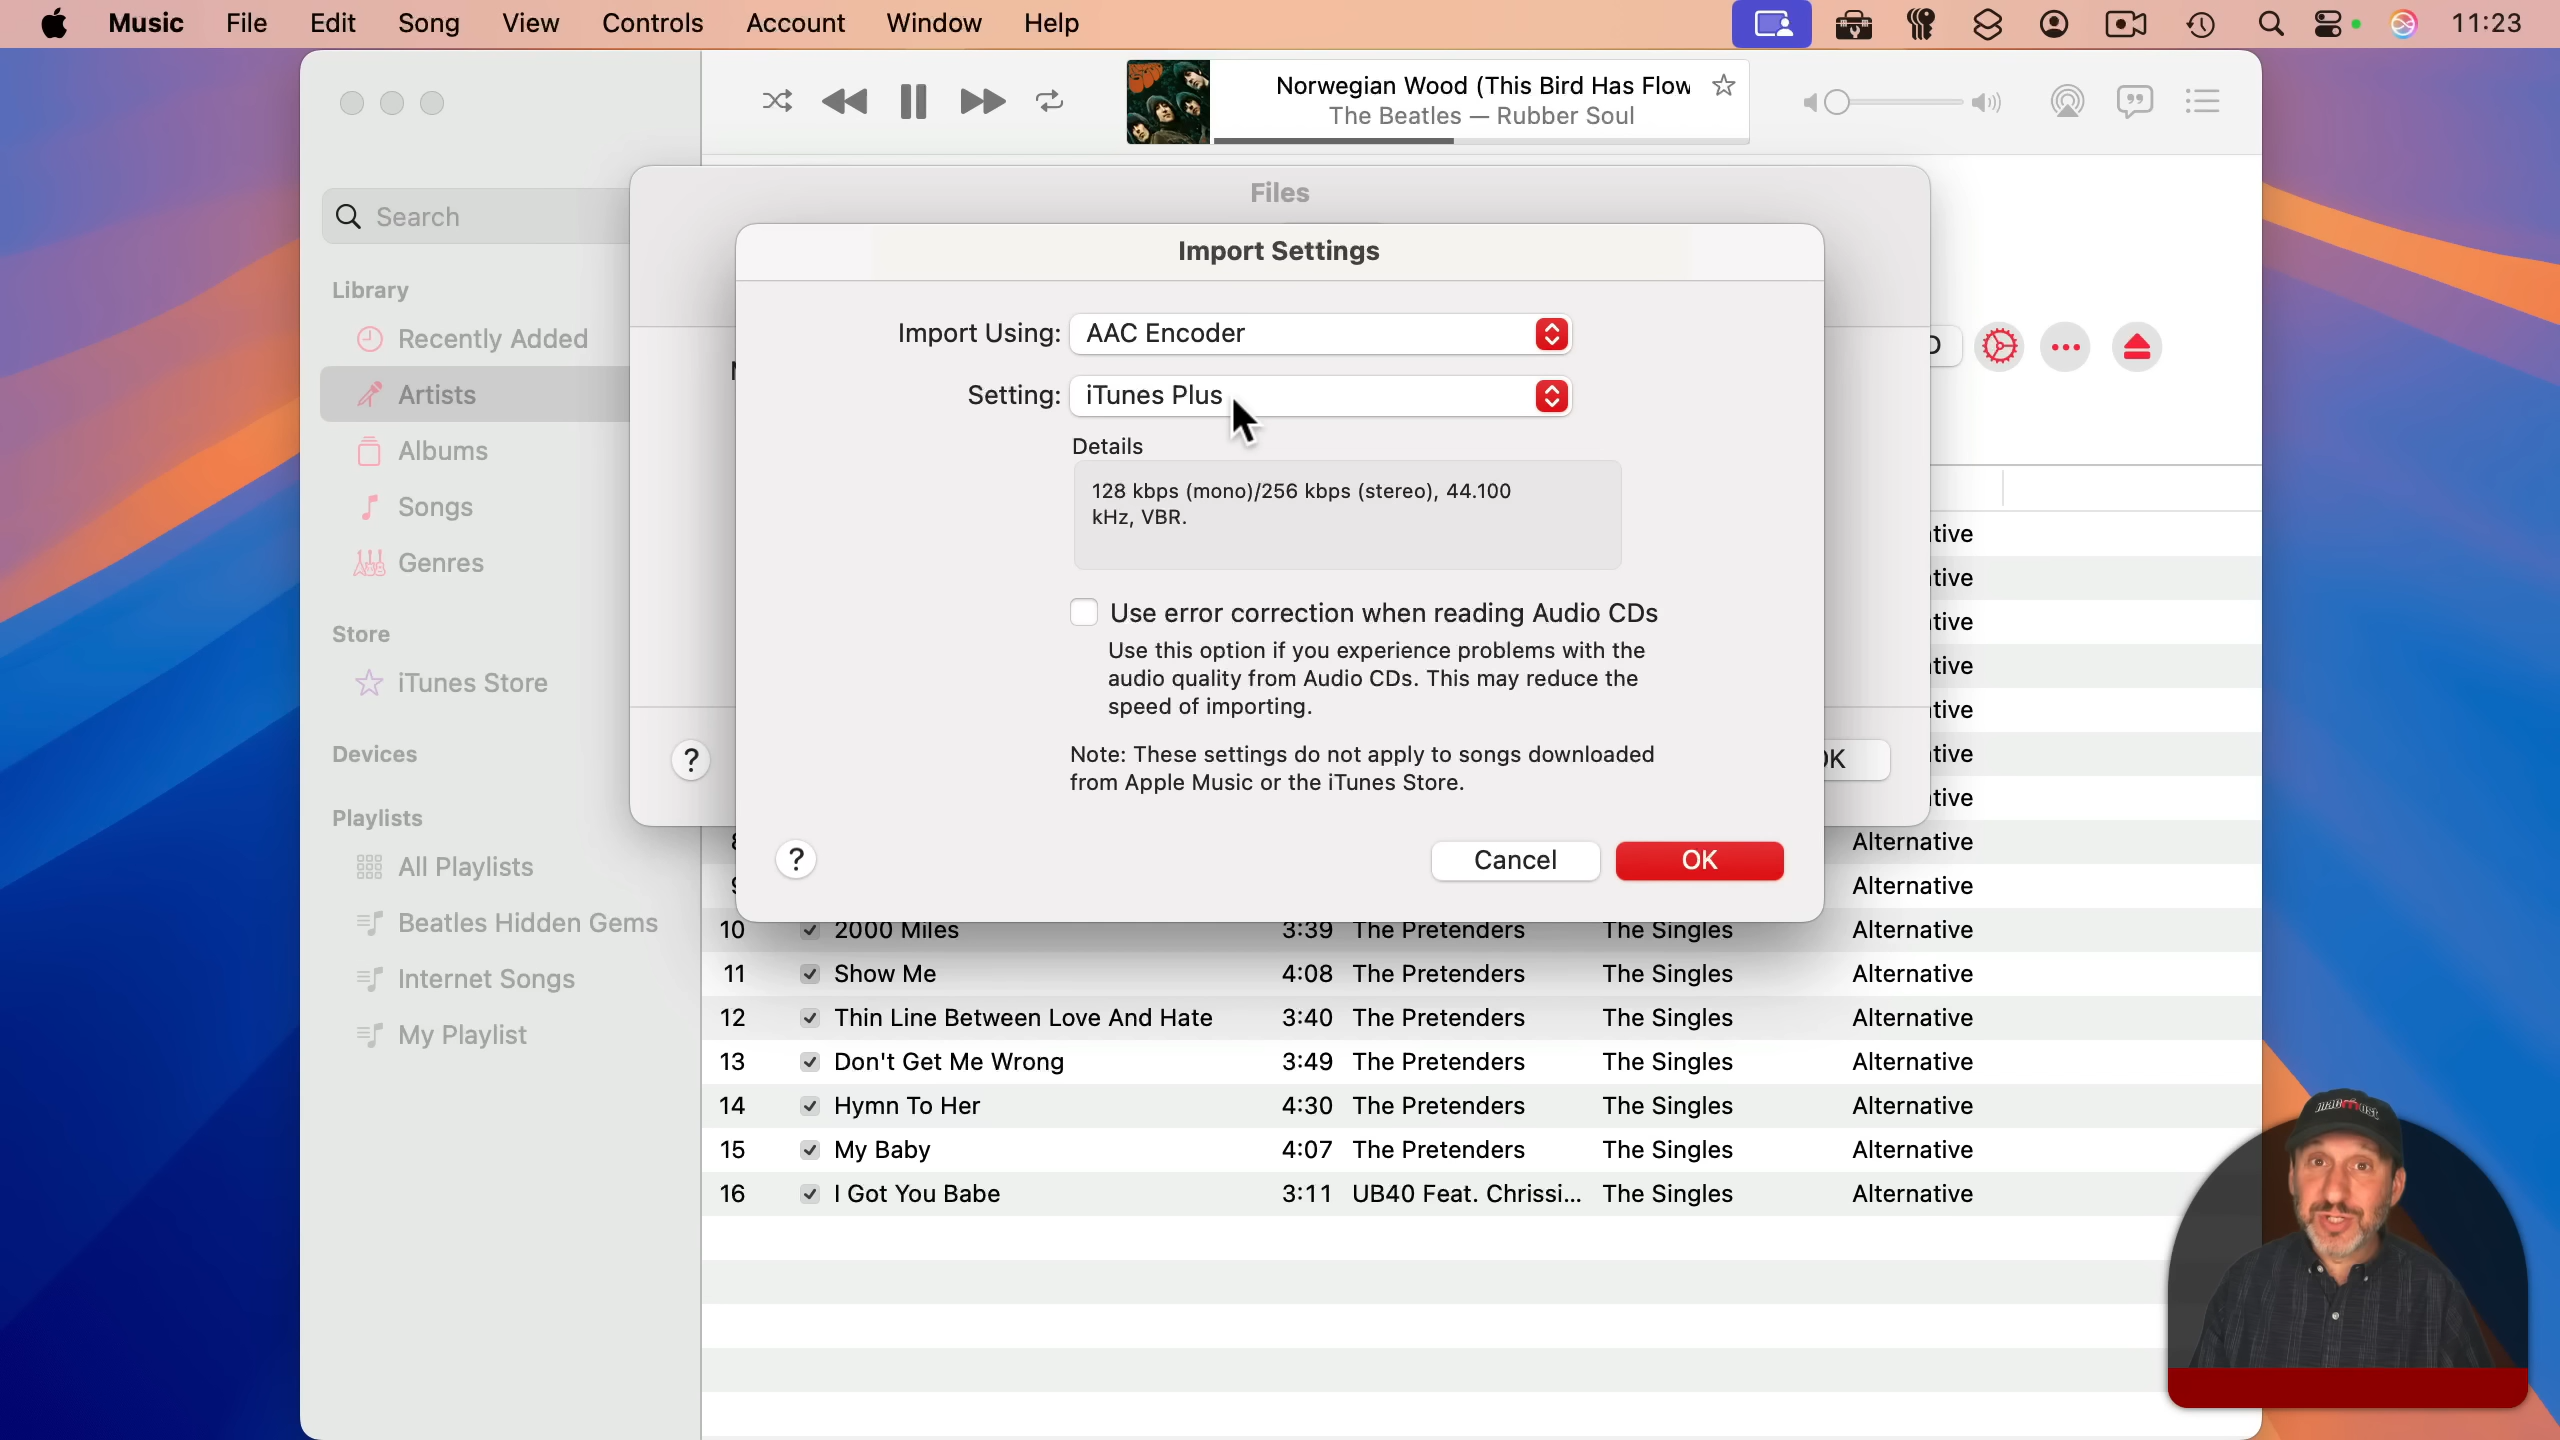 Music File Edit Song View Controls Account Window Help 11:23
Norwegian Wood (This Bird Has Flow
The Beatles — Rubber Soul
Search
Library
Recently Added
Artists
Albums
Songs
Genres
Store
iTunes Store
Devices
Playlists
All Playlists
Beatles Hidden Gems
Internet Songs
My Playlist
Files
?
OK
Import Settings
Import Using: AAC Encoder
Setting: iTunes Plus
Details
128 kbps (mono)/256 kbps (stereo), 44.100
kHz, VBR.
Use error correction when reading Audio CDs
Use this option if you experience problems with the
audio quality from Audio CDs. This may reduce the
speed of importing.
Note: These settings do not apply to songs downloaded
from Apple Music or the iTunes Store.
? Cancel OK
tive
tive
tive
tive
tive
tive
tive
Alternative
Alternative
10 2000 Miles 3:39 The Pretenders The Singles Alternative
11 Show Me 4:08 The Pretenders The Singles Alternative
12 Thin Line Between Love And Hate 3:40 The Pretenders The Singles Alternative
13 Don't Get Me Wrong 3:49 The Pretenders The Singles Alternative
14 Hymn To Her 4:30 The Pretenders The Singles Alternative
15 My Baby 4:07 The Pretenders The Singles Alternative
16 I Got You Babe 3:11 UB40 Feat. Chrissi... The Singles Alternative
macmost